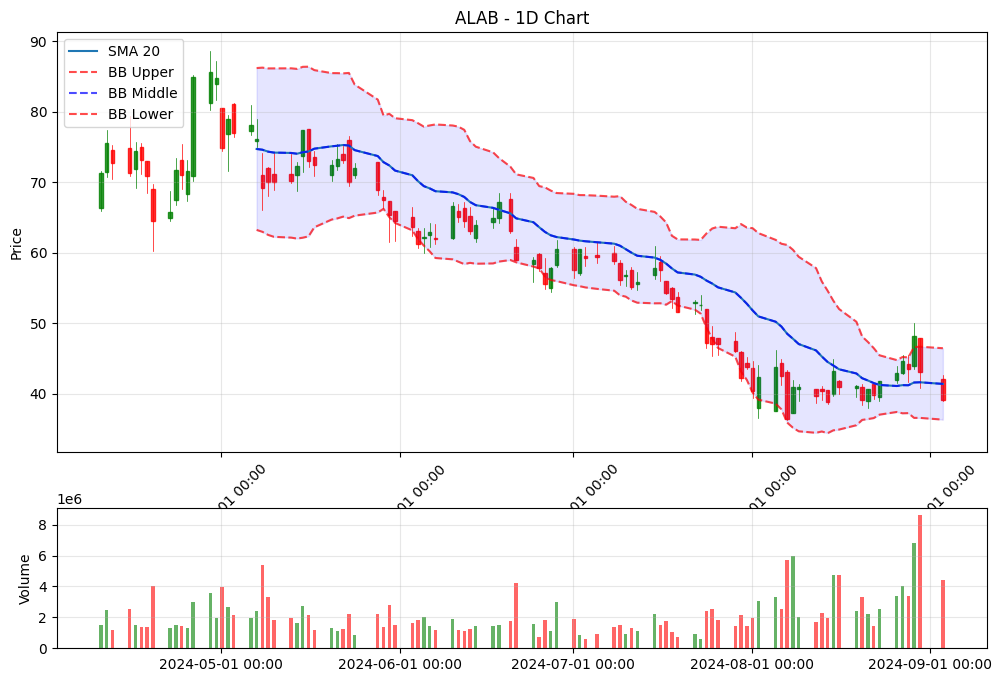 ALAB - 1D Chart
SMA 20
BB Upper
BB Middle
BB Lower
Price
90
80
70
60
50
40
01 00:00
01 00:00
01 00:00
01 00:00
01 00:00
1e6
Volume
8
6
4
2
0
2024-05-01 00:00
2024-06-01 00:00
2024-07-01 00:00
2024-08-01 00:00
2024-09-01 00:00